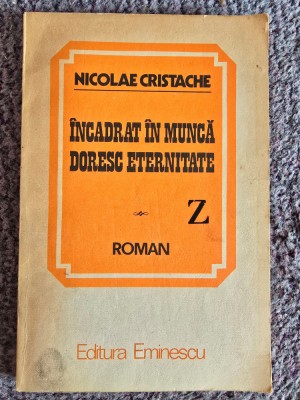 NICOLAE CRISTACHE
ÎNCADRAT ÎN MUNCĂ
DORESC ETERNITATE
Z
ROMAN
Editura Eminescu